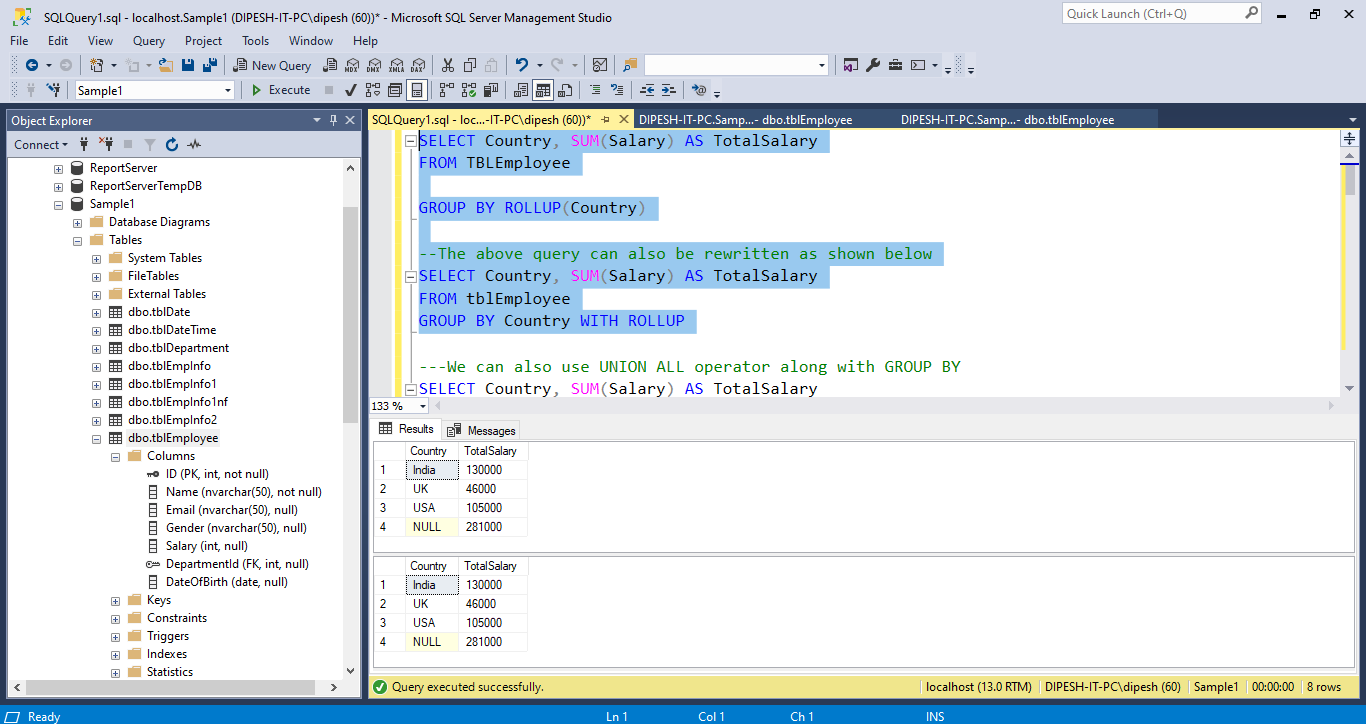 SQLQuery1.sql - localhost.Sample1 (DIPESH-IT-PC\dipesh (60))* - Microsoft SQL Server Management Studio
Quick Launch (Ctrl+Q)
File Edit View Query Project Tools Window Help
New Query MDX DMX XMLA DAX
Sample1 Execute
Object Explorer
Connect
ReportServer
ReportServerTempDB
Sample1
Database Diagrams
Tables
System Tables
FileTables
External Tables
dbo.tblDate
dbo.tblDateTime
dbo.tblDepartment
dbo.tblEmpInfo
dbo.tblEmpInfo1
dbo.tblEmpInfo1nf
dbo.tblEmpInfo2
dbo.tblEmployee
Columns
ID (PK, int, not null)
Name (nvarchar(50), not null)
Email (nvarchar(50), null)
Gender (nvarchar(50), null)
Salary (int, null)
DepartmentId (FK, int, null)
DateOfBirth (date, null)
Keys
Constraints
Triggers
Indexes
Statistics
SQLQuery1.sql - loc...-IT-PC\dipesh (60))* DIPESH-IT-PC.Samp...- dbo.tblEmployee DIPESH-IT-PC.Samp...- dbo.tblEmployee
SELECT Country, SUM(Salary) AS TotalSalary
FROM TBLEmployee
GROUP BY ROLLUP(Country)
--The above query can also be rewritten as shown below
SELECT Country, SUM(Salary) AS TotalSalary
FROM tblEmployee
GROUP BY Country WITH ROLLUP
---We can also use UNION ALL operator along with GROUP BY
SELECT Country, SUM(Salary) AS TotalSalary
133 %
Results Messages
Country TotalSalary
1 India 130000
2 UK 46000
3 USA 105000
4 NULL 281000
Country TotalSalary
1 India 130000
2 UK 46000
3 USA 105000
4 NULL 281000
Query executed successfully. localhost (13.0 RTM) DIPESH-IT-PC\dipesh (60) Sample1 00:00:00 8 rows
Ready Ln 1 Col 1 Ch 1 INS